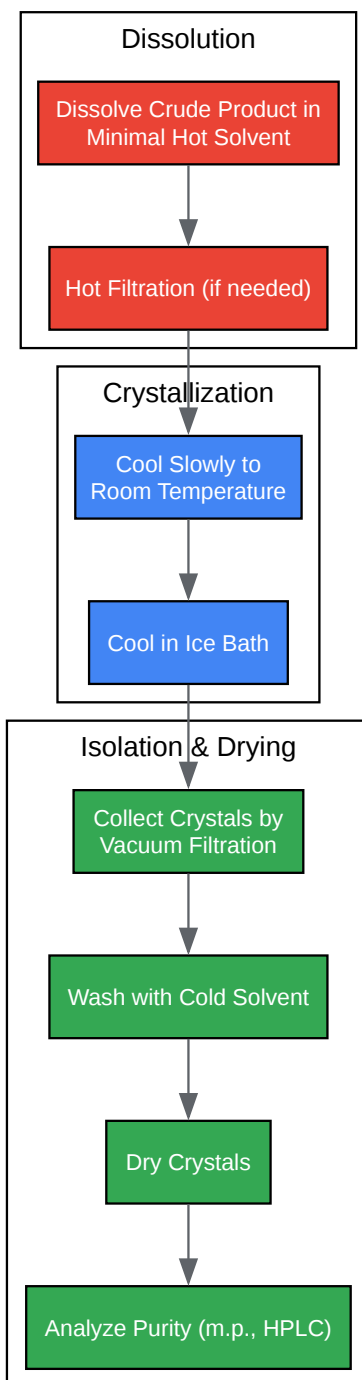 Dissolution
Dissolve Crude Product in
Minimal Hot Solvent
Hot Filtration (if needed)
Crystallization
Cool Slowly to
Room Temperature
Cool in Ice Bath
Isolation & Drying
Collect Crystals by
Vacuum Filtration
Wash with Cold Solvent
Dry Crystals
Analyze Purity (m.p., HPLC)